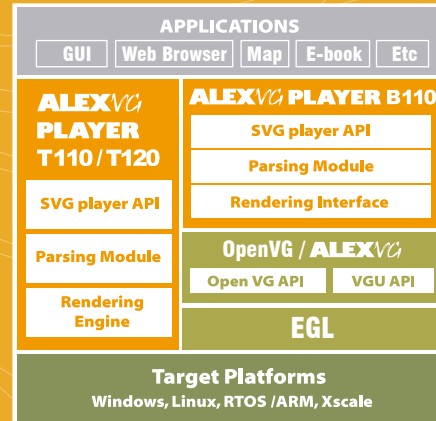 APPLICATIONS
GUI Web Browser Map E-book Etc
ALEXVG
PLAYER
T110 / T120
SVG player API
Parsing Module
Rendering
Engine
ALEXVG PLAYER B110
SVG player API
Parsing Module
Rendering Interface
OpenVG / ALEXVG
Open VG API VGU API
EGL
Target Platforms
Windows, Linux, RTOS /ARM, Xscale